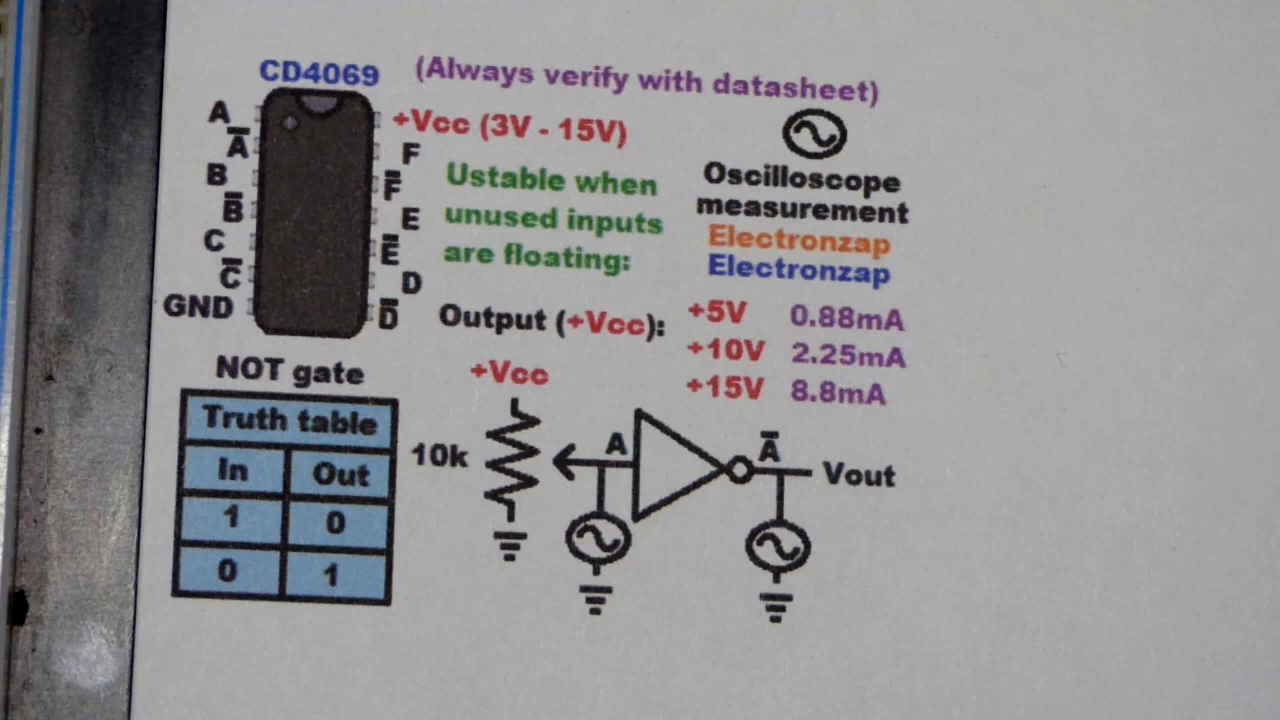 CD4069
(Always verify with datasheet)
A
A̅
B
B̅
C
C̅
GND
+Vcc (3V - 15V)
F
F̅
E
E̅
D
D̅
Ustable when
unused inputs
are floating:
Oscilloscope
measurement
Electronzap
Electronzap
Output (+Vcc):
+5V 0.88mA
+10V 2.25mA
+15V 8.8mA
NOT gate
Truth table
In Out
1 0
0 1
+Vcc
10k
A
A̅
Vout